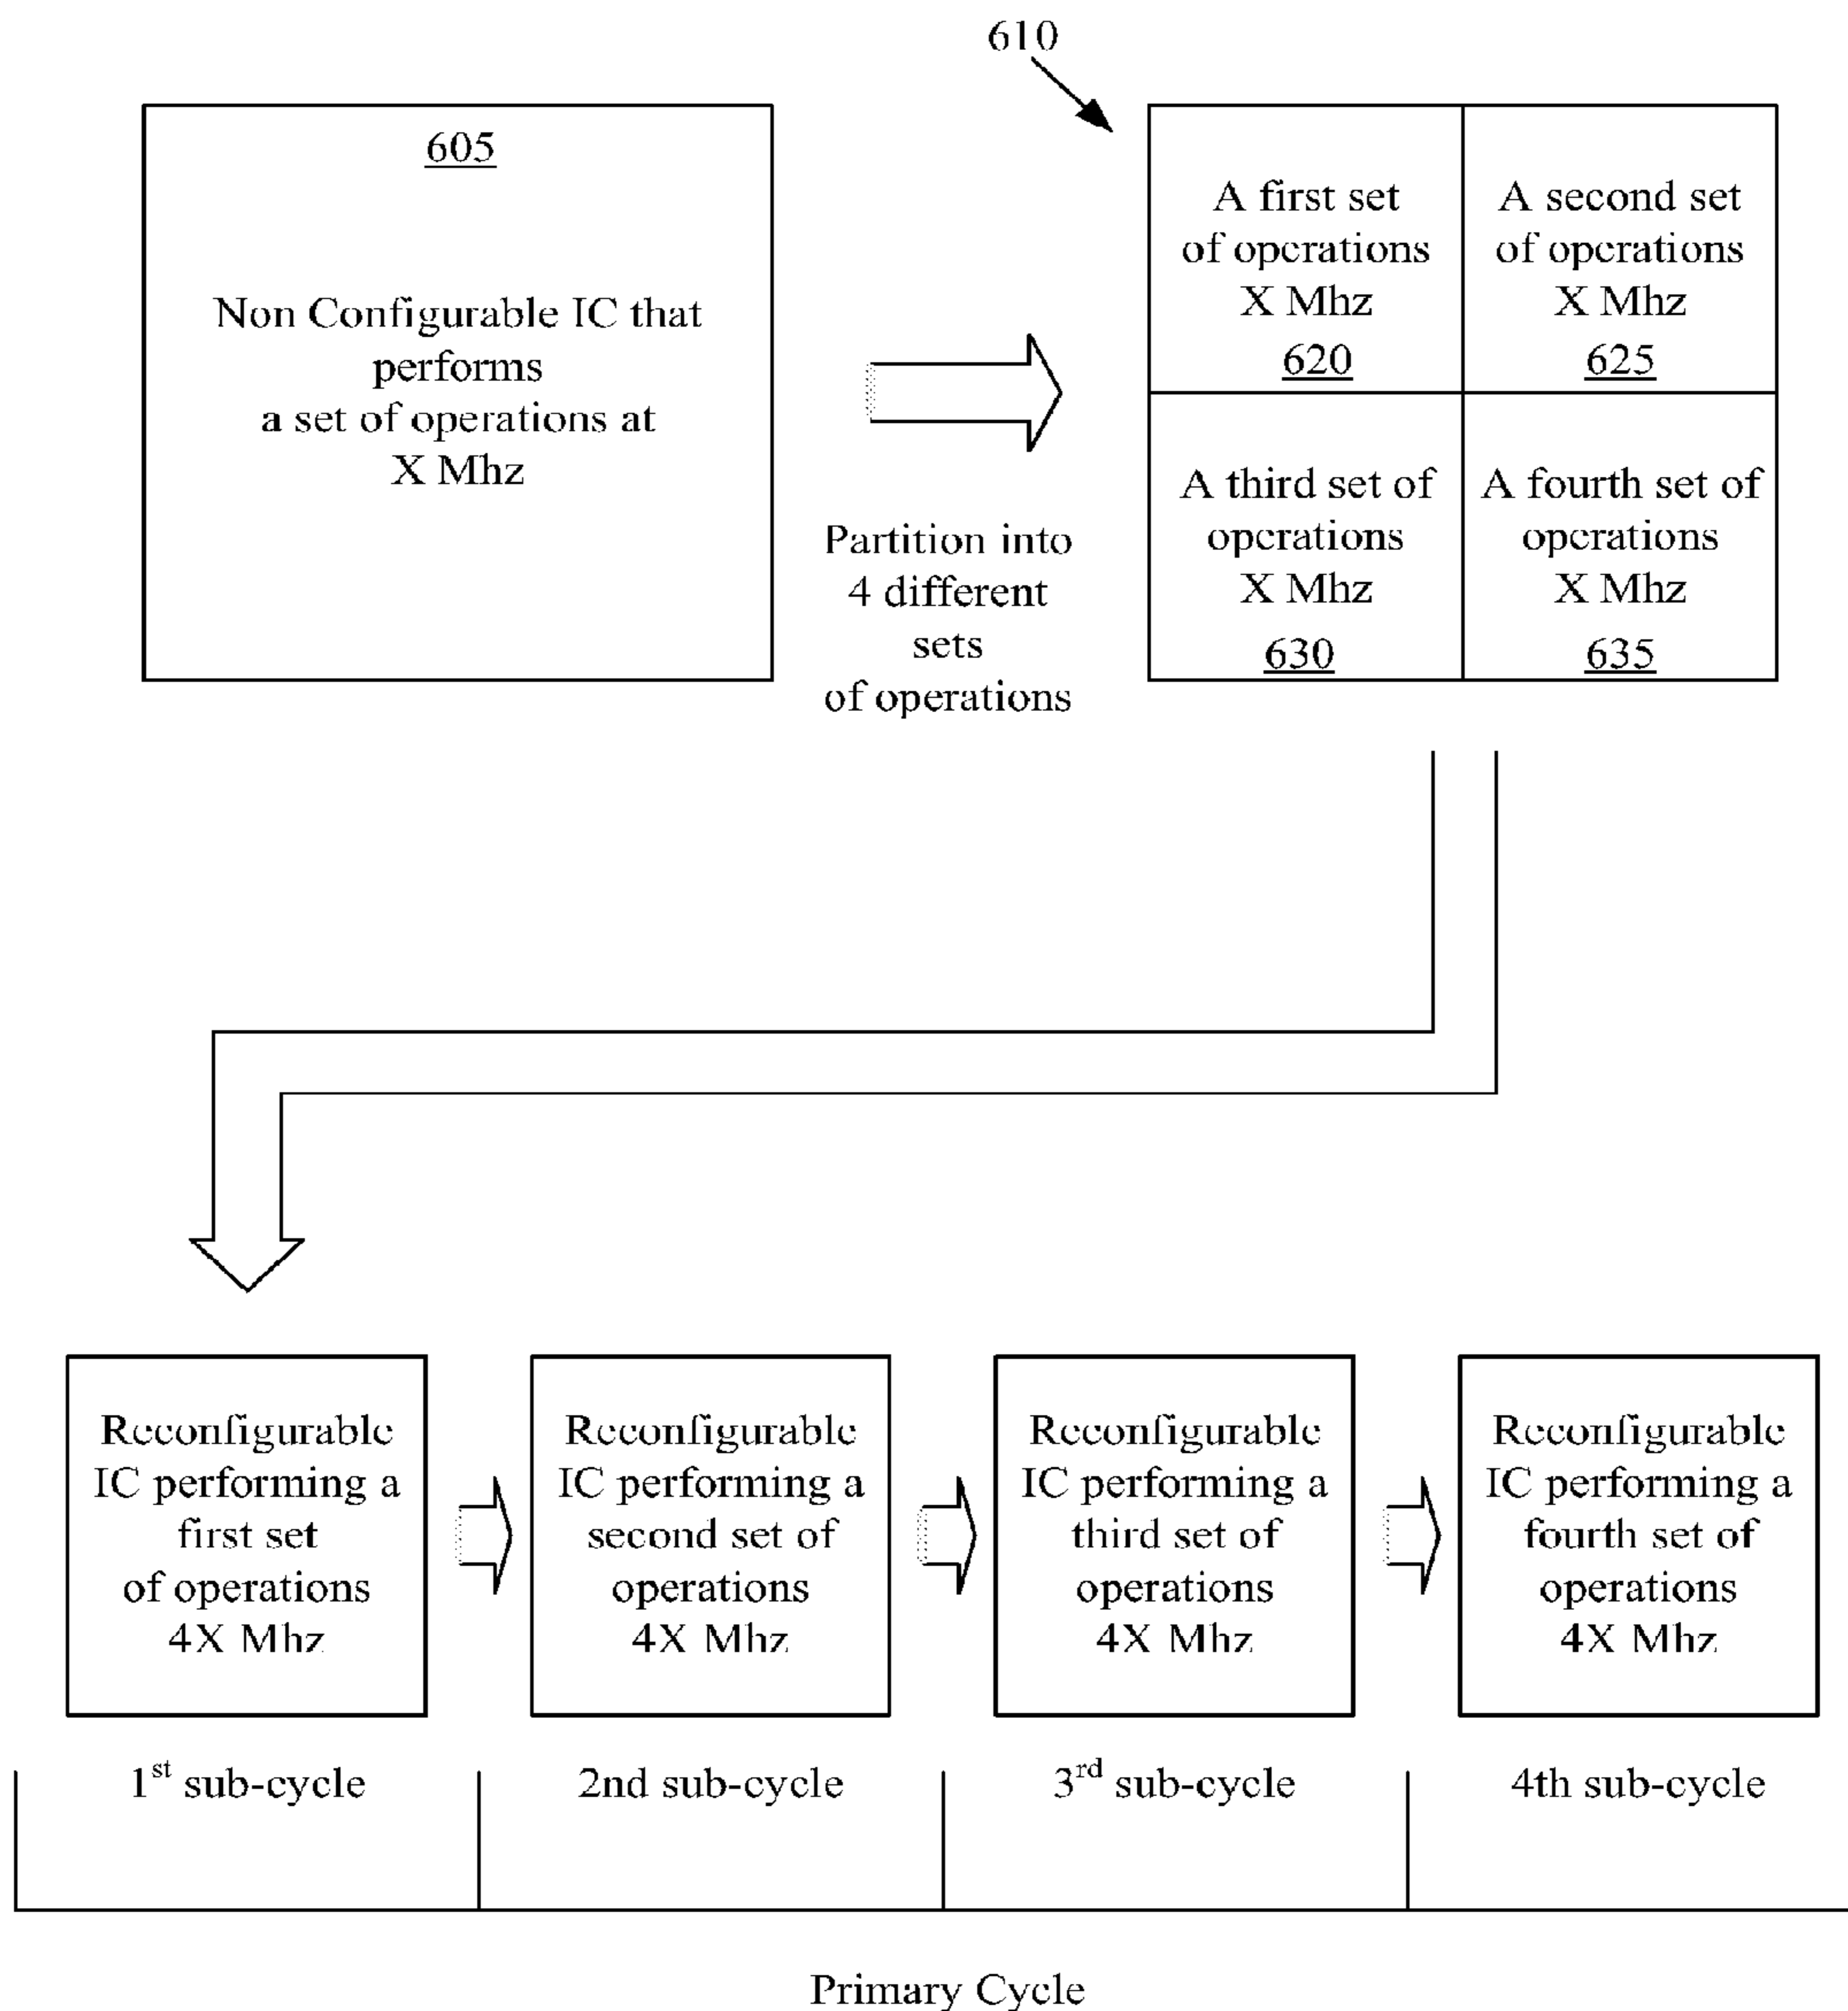 610
605
Non Configurable IC that
performs
a set of operations at
X Mhz
Partition into
4 different
sets
of operations
A first set
of operations
X Mhz
620
A second set
of operations
X Mhz
625
A third set of
operations
X Mhz
630
A fourth set of
operations
X Mhz
635
Reconfigurable
IC performing a
first set
of operations
4X Mhz
Reconfigurable
IC performing a
second set of
operations
4X Mhz
Reconfigurable
IC performing a
third set of
operations
4X Mhz
Reconfigurable
IC performing a
fourth set of
operations
4X Mhz
1st sub-cycle
2nd sub-cycle
3rd sub-cycle
4th sub-cycle
Primary Cycle